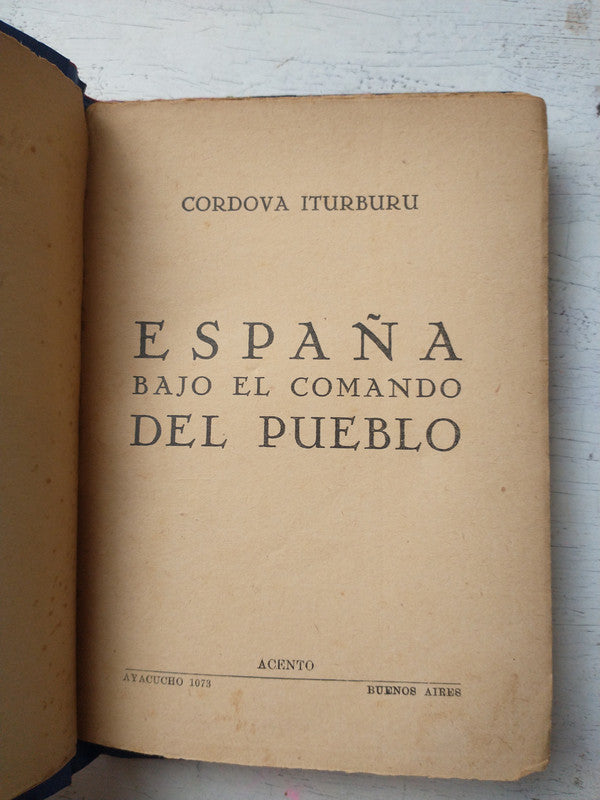 CORDOVA ITURBURU
ESPAÑA
BAJO EL COMANDO
DEL PUEBLO
ACENTO
AYACUCHO 1073
BUENOS AIRES